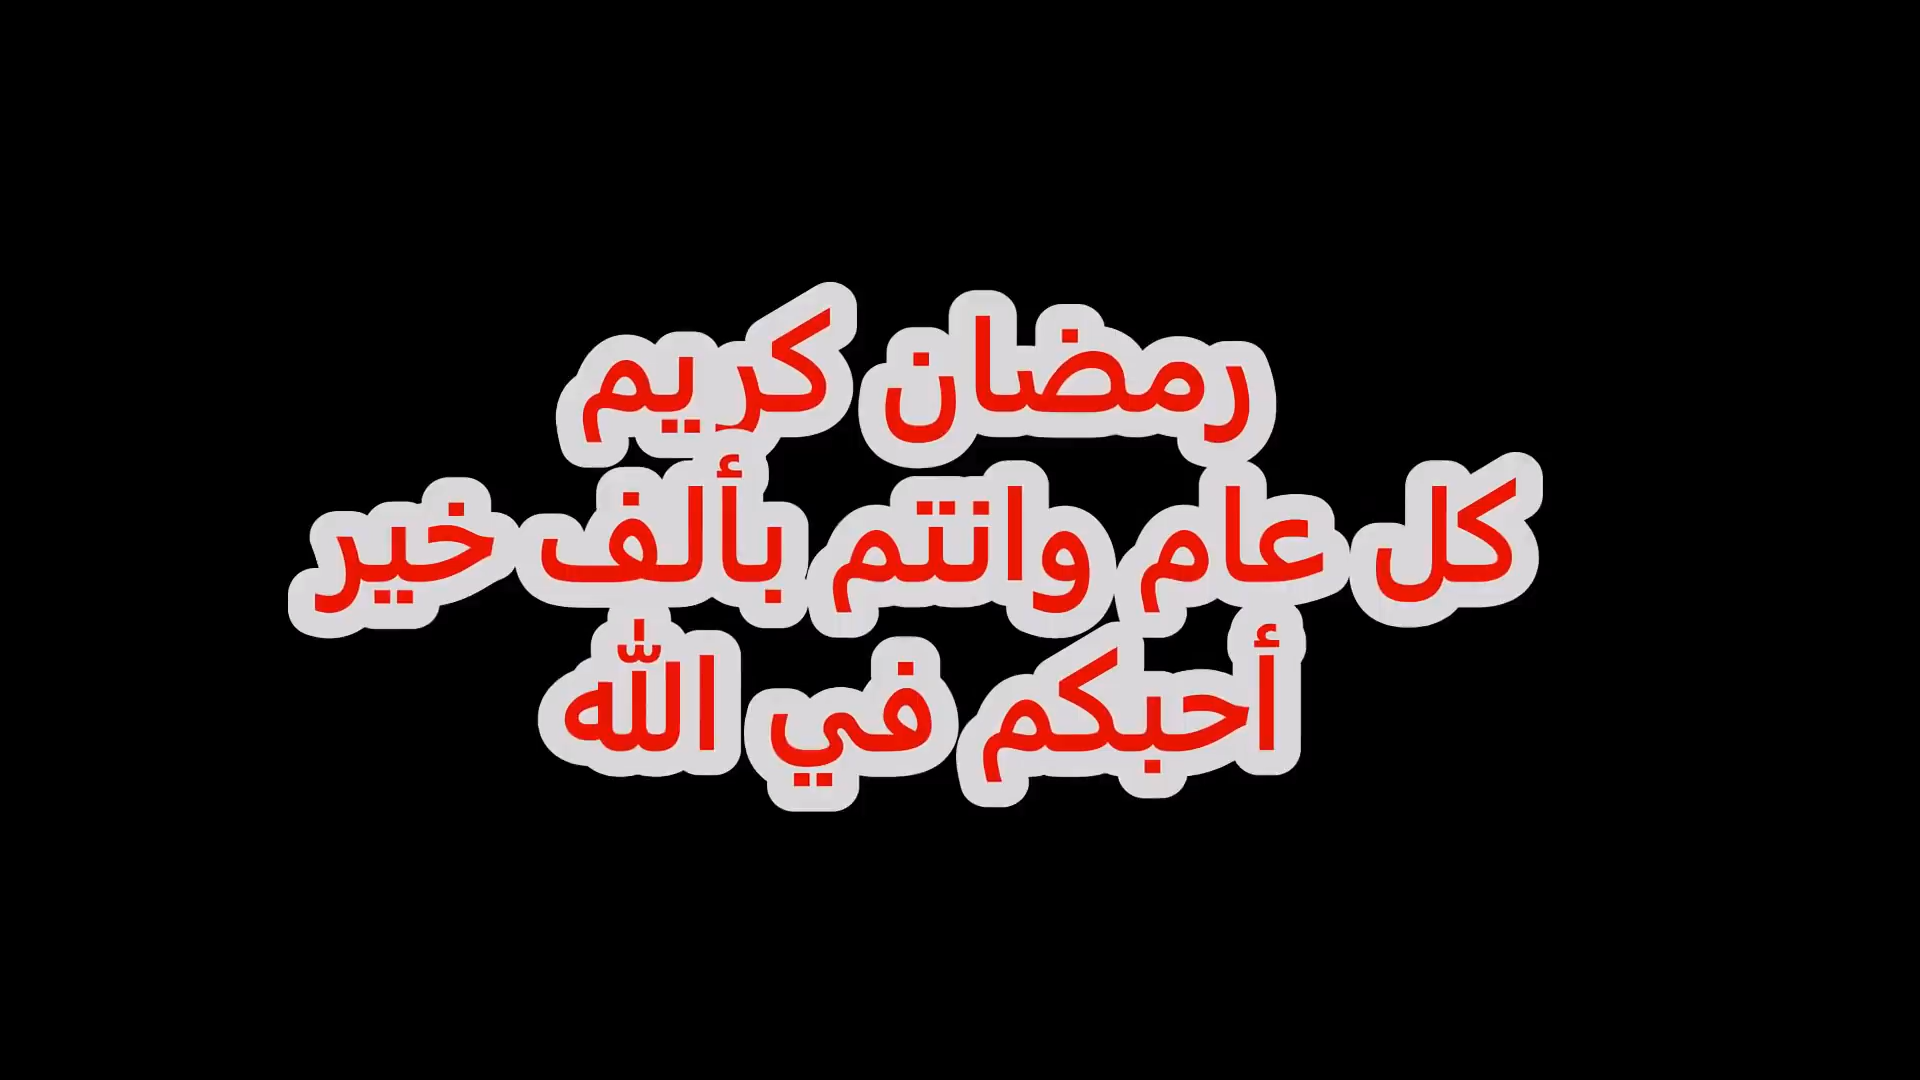 رمضان كريم
كل عام وانتم بألف خير
أحبكم في الله